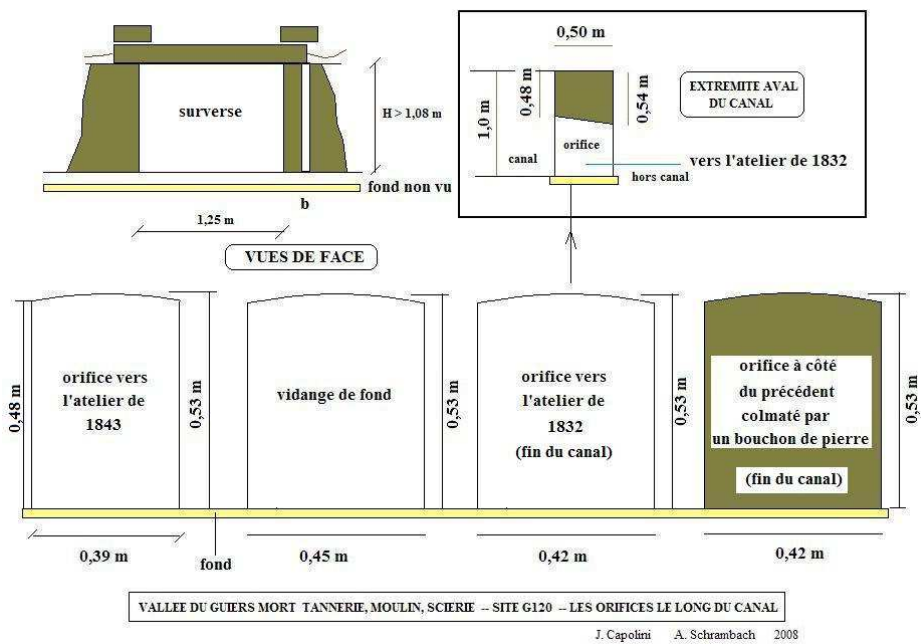 surverse
H > 1,08 m
fond non vu
b
1,25 m
VUES DE FACE
0,50 m
0,48 m
0,54 m
1,0 m
EXTREMITE AVAL
DU CANAL
orifice
canal
vers l'atelier de 1832
hors canal
0,48 m
orifice vers
l'atelier de
1843
0,53 m
vidange de fond
0,53 m
orifice vers
l'atelier de
1832
(fin du canal)
0,53 m
orifice à côté
du précédent
colmaté par
un bouchon de pierre
(fin du canal)
0,53 m
0,39 m
fond
0,45 m
0,42 m
0,42 m
VALLEE DU GUIERS MORT TANNERIE, MOULIN, SCIERIE -- SITE G120 -- LES ORIFICES LE LONG DU CANAL
J. Capolini A. Schrambach 2008